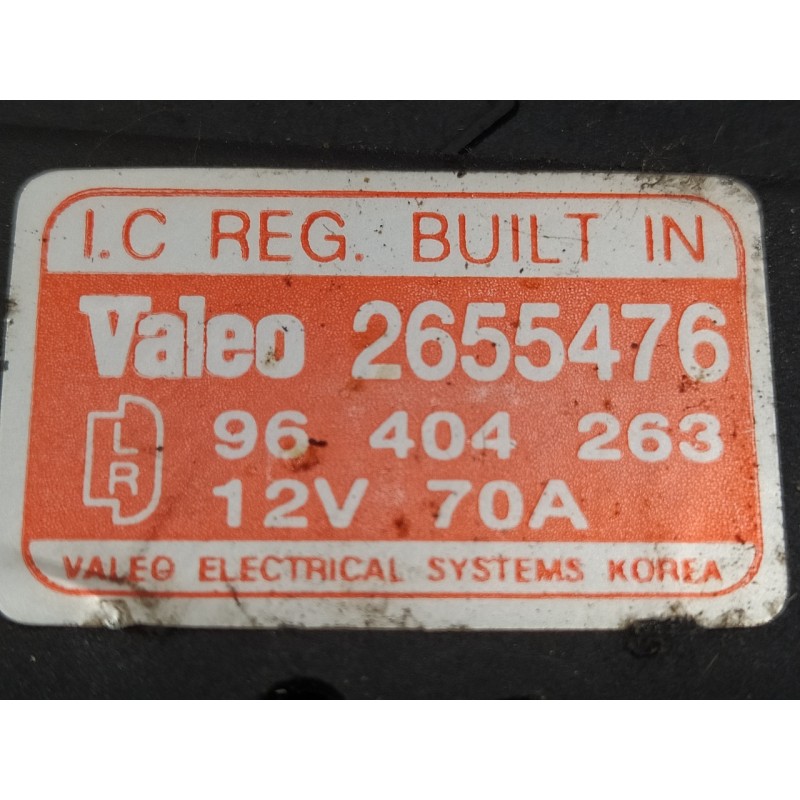 I.C REG. BUILT IN
Valeo 2655476
L
R
96 404 263
12V 70A
VALEO ELECTRICAL SYSTEMS KOREA